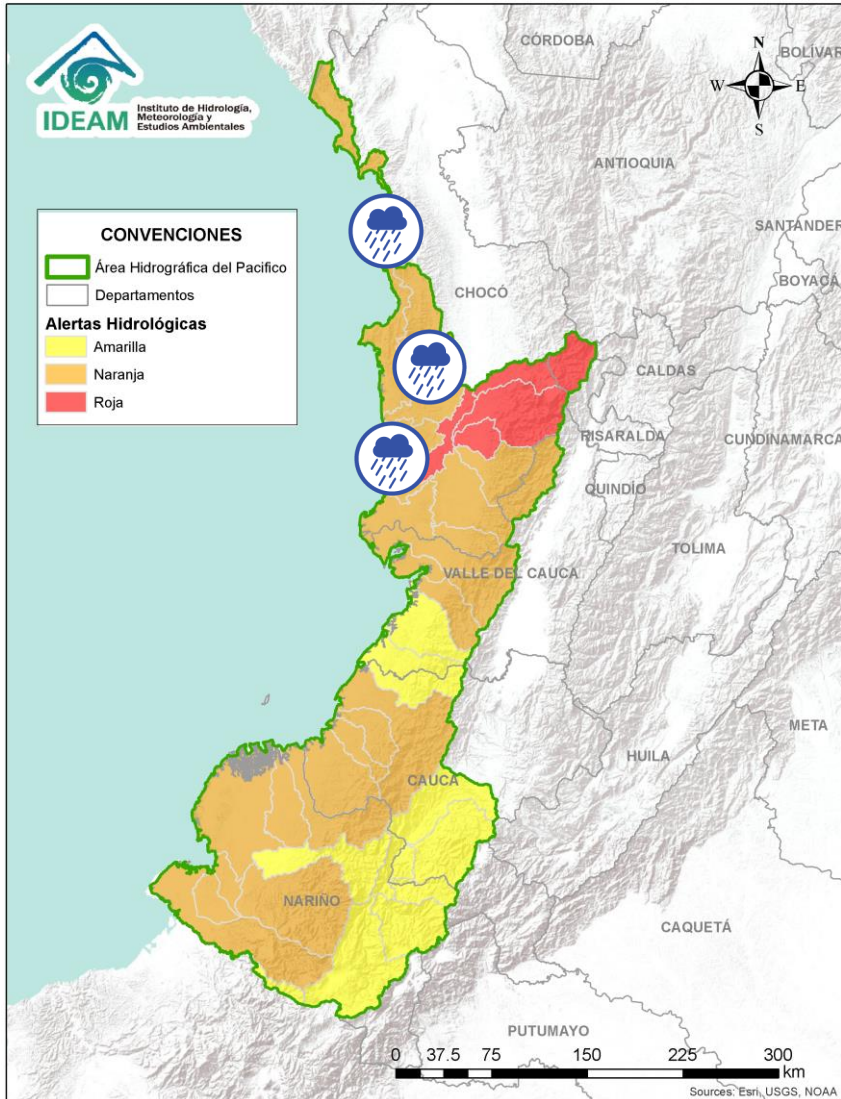 CÓRDOBA
BOLÍVAR
N
W
E
S
IDEAM
Instituto de Hidrología,
Meteorología y
Estudios Ambientales
ANTIOQUIA
SANTANDER
BOYACÁ
CONVENCIONES
Área Hidrográfica del Pacifico
Departamentos
Alertas Hidrológicas
Amarilla
Naranja
Roja
CHOCÓ
CALDAS
RISARALDA
CUNDINAMARCA
QUINDÍO
TOLIMA
VALLE DEL CAUCA
META
HUILA
CAUCA
NARIÑO
CAQUETÁ
PUTUMAYO
0 37.5 75 150 225 300
km
Sources: Esri, USGS, NOAA